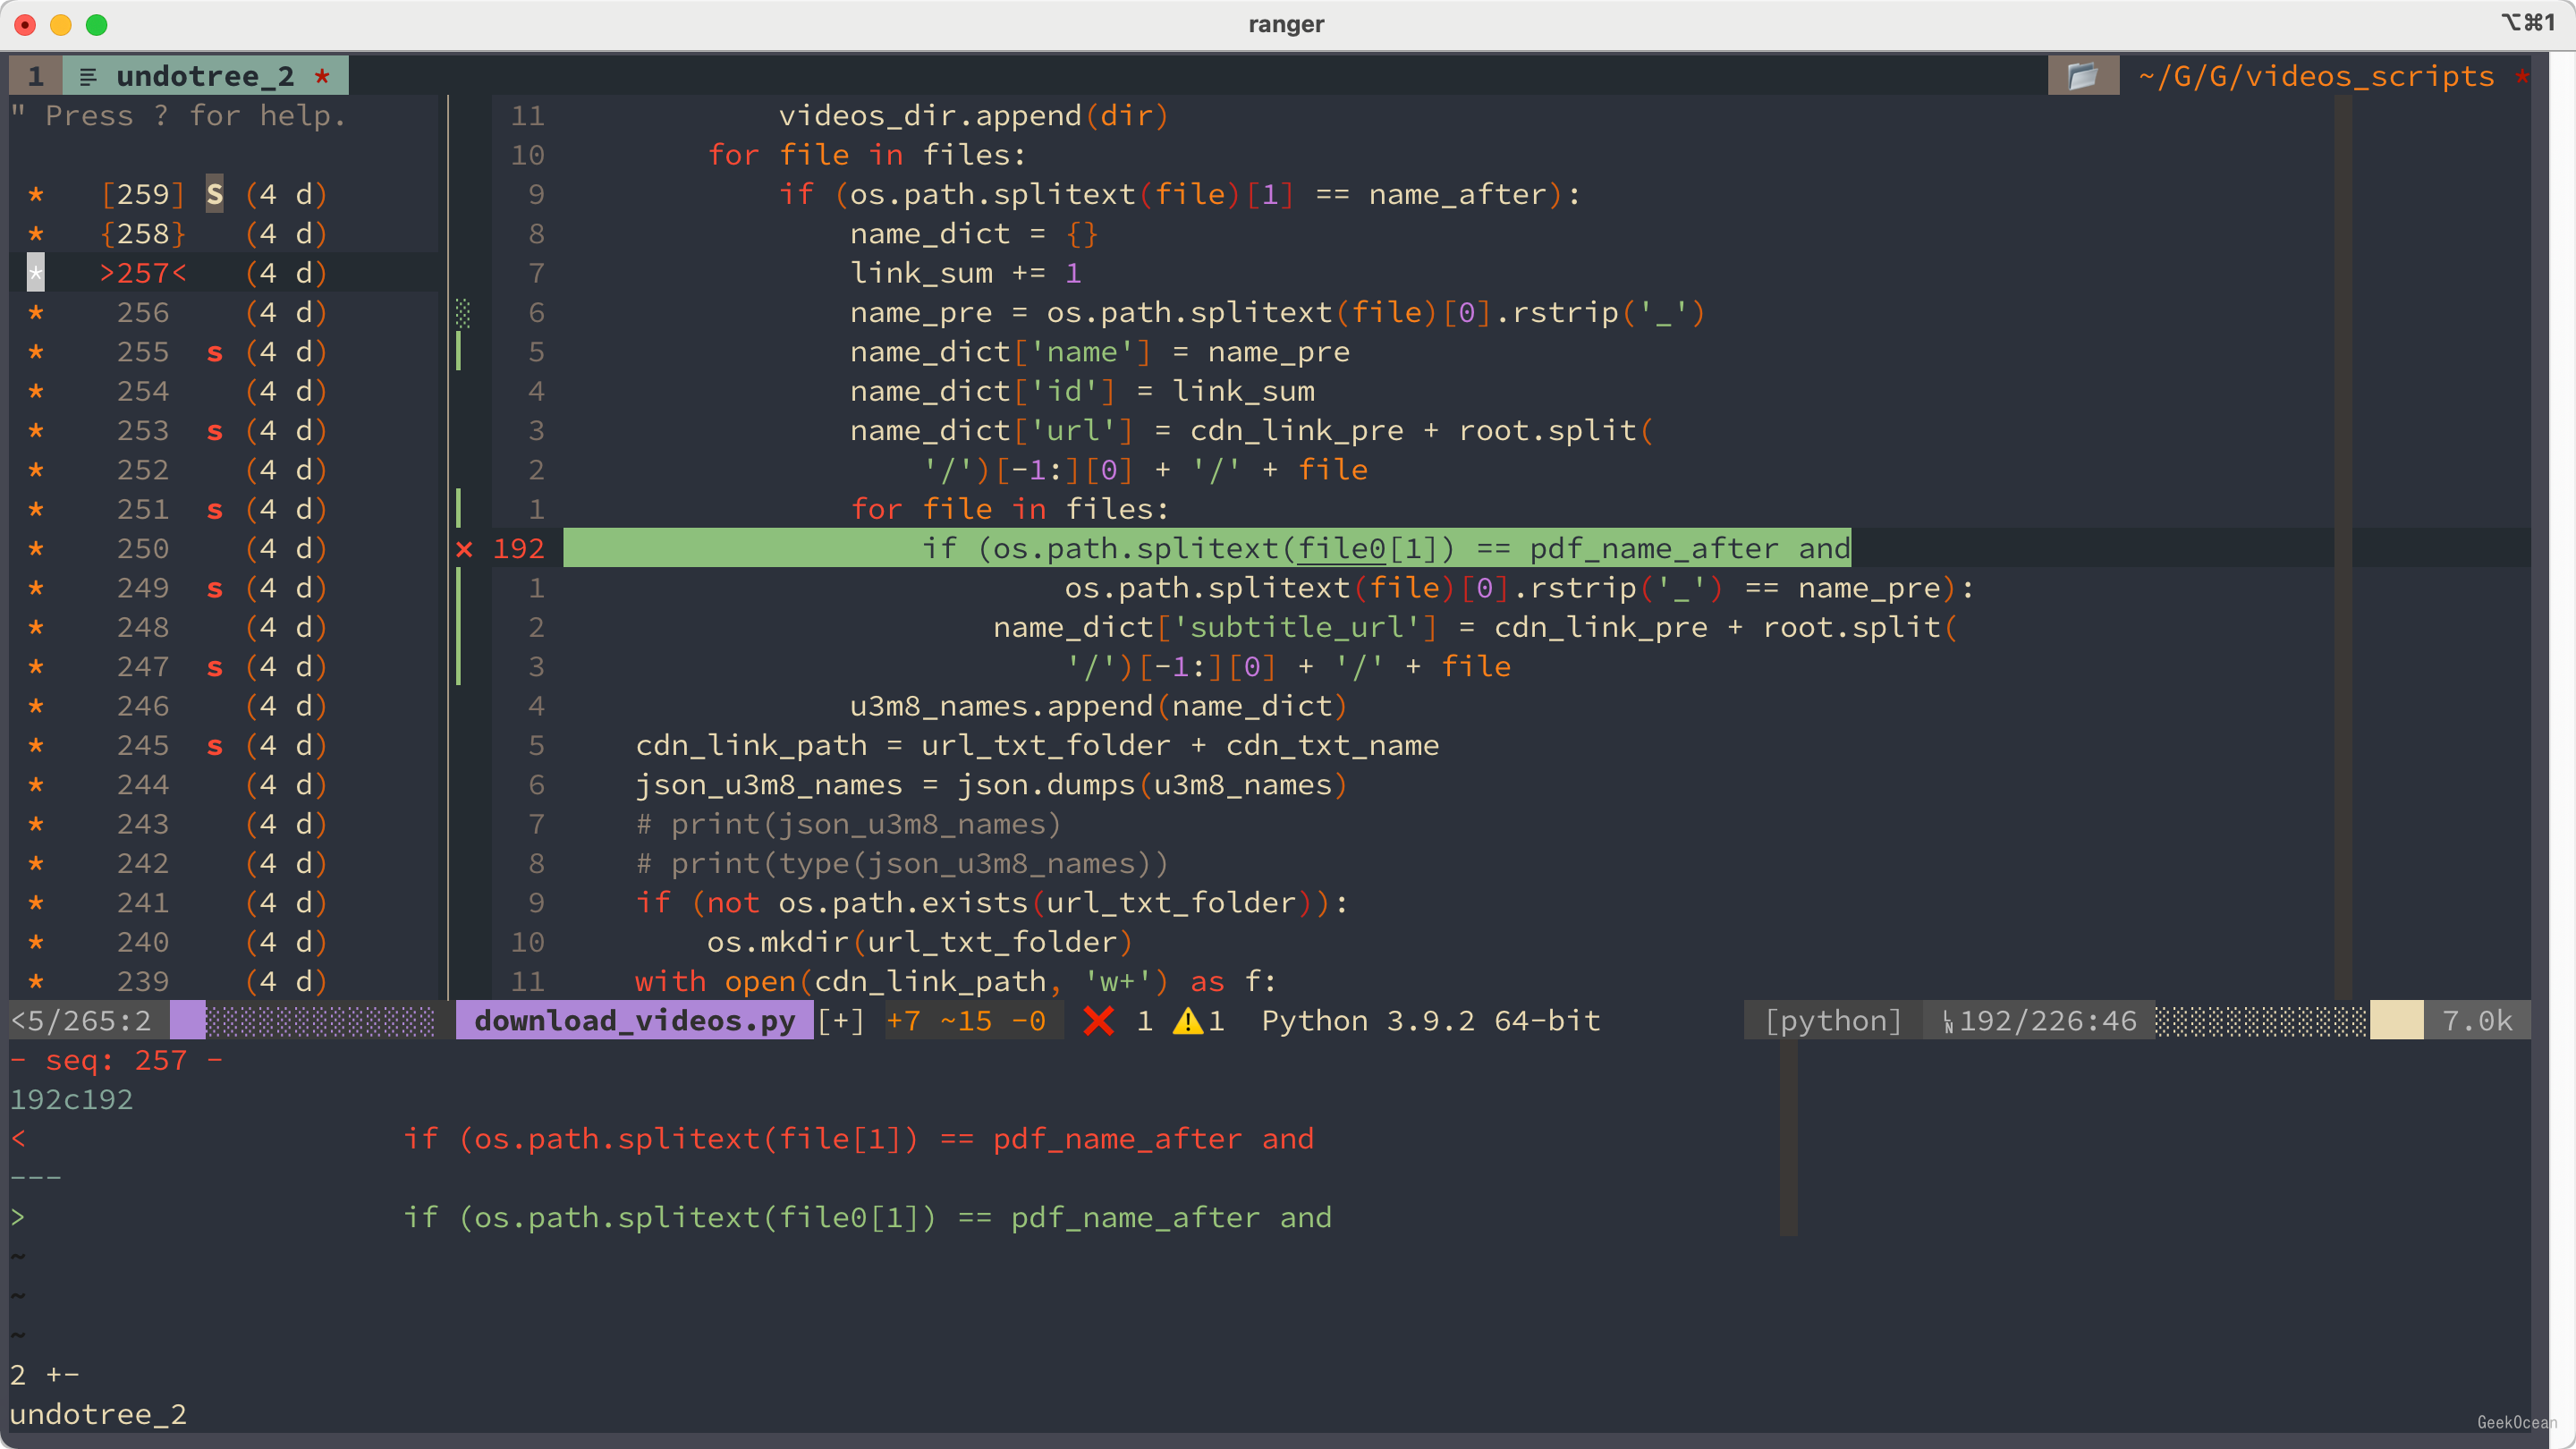 ranger
⌥⌘1
1 undotree_2 *
~/G/G/videos_scripts *
" Press ? for help.
* [259] S (4 d)
* {258} (4 d)
* >257< (4 d)
* 256 (4 d)
* 255 s (4 d)
* 254 (4 d)
* 253 s (4 d)
* 252 (4 d)
* 251 s (4 d)
* 250 (4 d)
* 249 s (4 d)
* 248 (4 d)
* 247 s (4 d)
* 246 (4 d)
* 245 s (4 d)
* 244 (4 d)
* 243 (4 d)
* 242 (4 d)
* 241 (4 d)
* 240 (4 d)
* 239 (4 d)
11 videos_dir.append(dir)
10 for file in files:
9 if (os.path.splitext(file)[1] == name_after):
8 name_dict = {}
7 link_sum += 1
6 name_pre = os.path.splitext(file)[0].rstrip('_')
5 name_dict['name'] = name_pre
4 name_dict['id'] = link_sum
3 name_dict['url'] = cdn_link_pre + root.split(
2 '/')[-1:][0] + '/' + file
1 for file in files:
× 192 if (os.path.splitext(file0[1]) == pdf_name_after and
1 os.path.splitext(file)[0].rstrip('_') == name_pre):
2 name_dict['subtitle_url'] = cdn_link_pre + root.split(
3 '/')[-1:][0] + '/' + file
4 u3m8_names.append(name_dict)
5 cdn_link_path = url_txt_folder + cdn_txt_name
6 json_u3m8_names = json.dumps(u3m8_names)
7 # print(json_u3m8_names)
8 # print(type(json_u3m8_names))
9 if (not os.path.exists(url_txt_folder)):
10 os.mkdir(url_txt_folder)
11 with open(cdn_link_path, 'w+') as f:
<5/265:2
download_videos.py [+] +7 ~15 -0 ❌ 1 ⚠️1 Python 3.9.2 64-bit [python] 192/226:46 7.0k
- seq: 257 -
192c192
< if (os.path.splitext(file[1]) == pdf_name_after and
---
> if (os.path.splitext(file0[1]) == pdf_name_after and
~
~
~
2 +-
undotree_2
GeekOcean